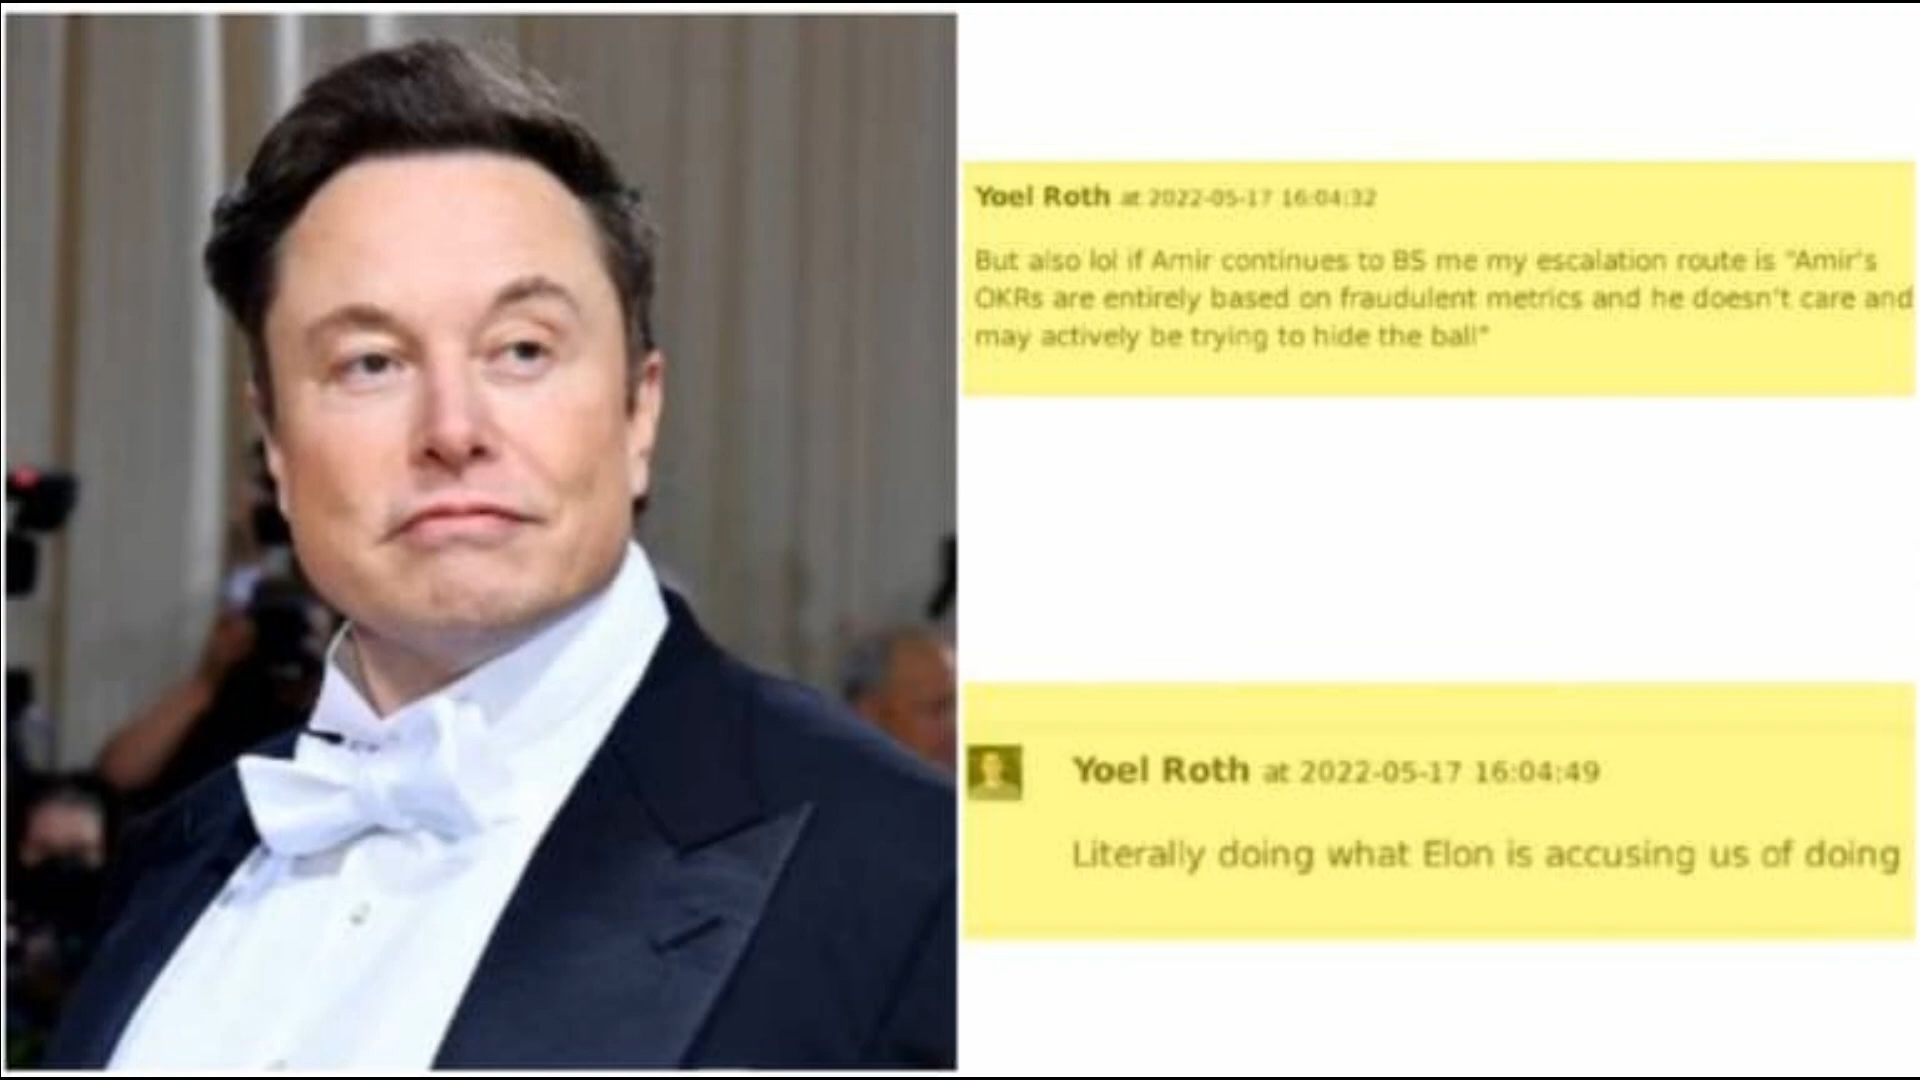 Yoel Roth at 2022-05-17 16:04:32
But also lol if Amir continues to BS me my escalation route is "Amir's
OKRs are entirely based on fraudulent metrics and he doesn't care and
may actively be trying to hide the ball"
Yoel Roth at 2022-05-17 16:04:49
Literally doing what Elon is accusing us of doing